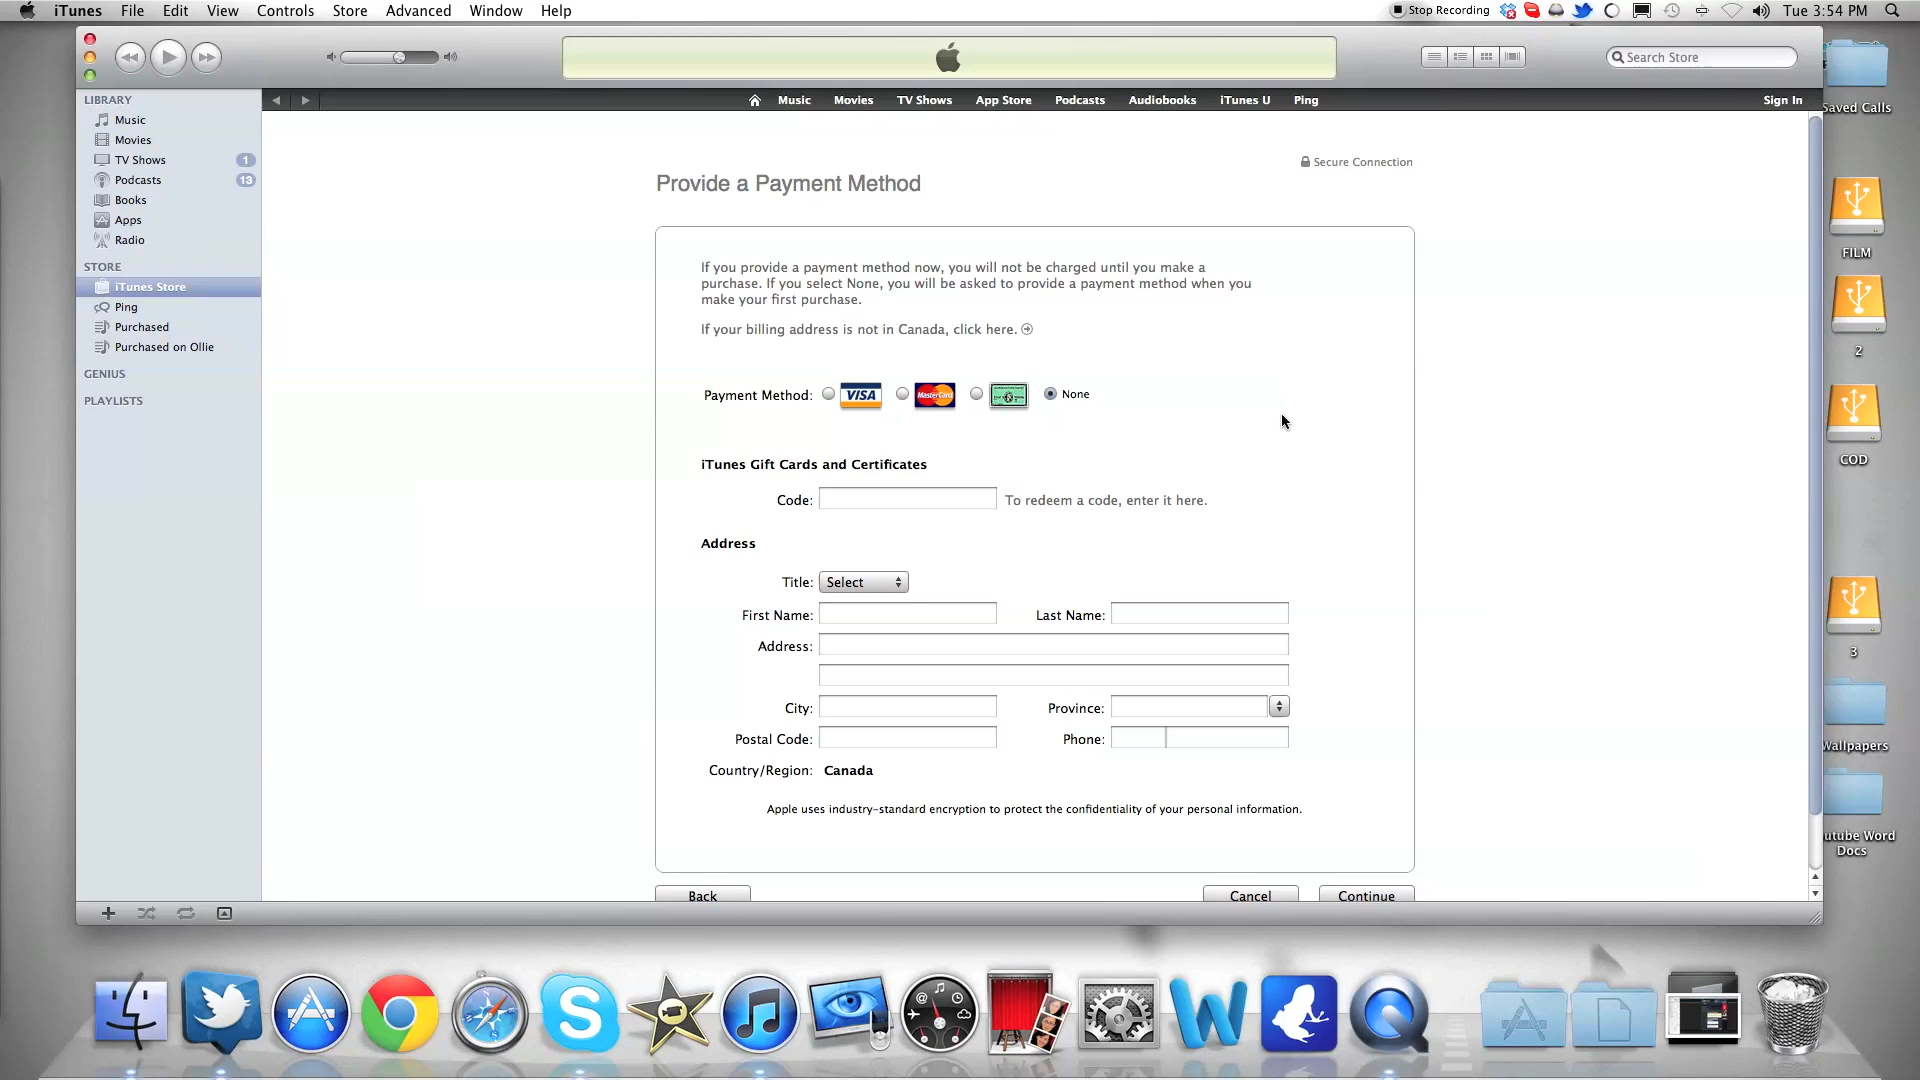 iTunes File Edit View Controls Store Advanced Window Help
Stop Recording Tue 3:54 PM
Search Store
LIBRARY
Music
Movies
TV Shows 1
Podcasts 13
Books
Apps
Radio
STORE
iTunes Store
Ping
Purchased
Purchased on Ollie
GENIUS
PLAYLISTS
Music Movies TV Shows App Store Podcasts Audiobooks iTunes U Ping Sign In
Secure Connection
Provide a Payment Method
If you provide a payment method now, you will not be charged until you make a
purchase. If you select None, you will be asked to provide a payment method when you
make your first purchase.
If your billing address is not in Canada, click here.
Payment Method: VISA MasterCard None
iTunes Gift Cards and Certificates
Code: To redeem a code, enter it here.
Address
Title: Select
First Name: Last Name:
Address:
City: Province:
Postal Code: Phone:
Country/Region: Canada
Apple uses industry-standard encryption to protect the confidentiality of your personal information.
Back Cancel Continue
Saved Calls
FILM
2
COD
3
Wallpapers
utube Word
Docs